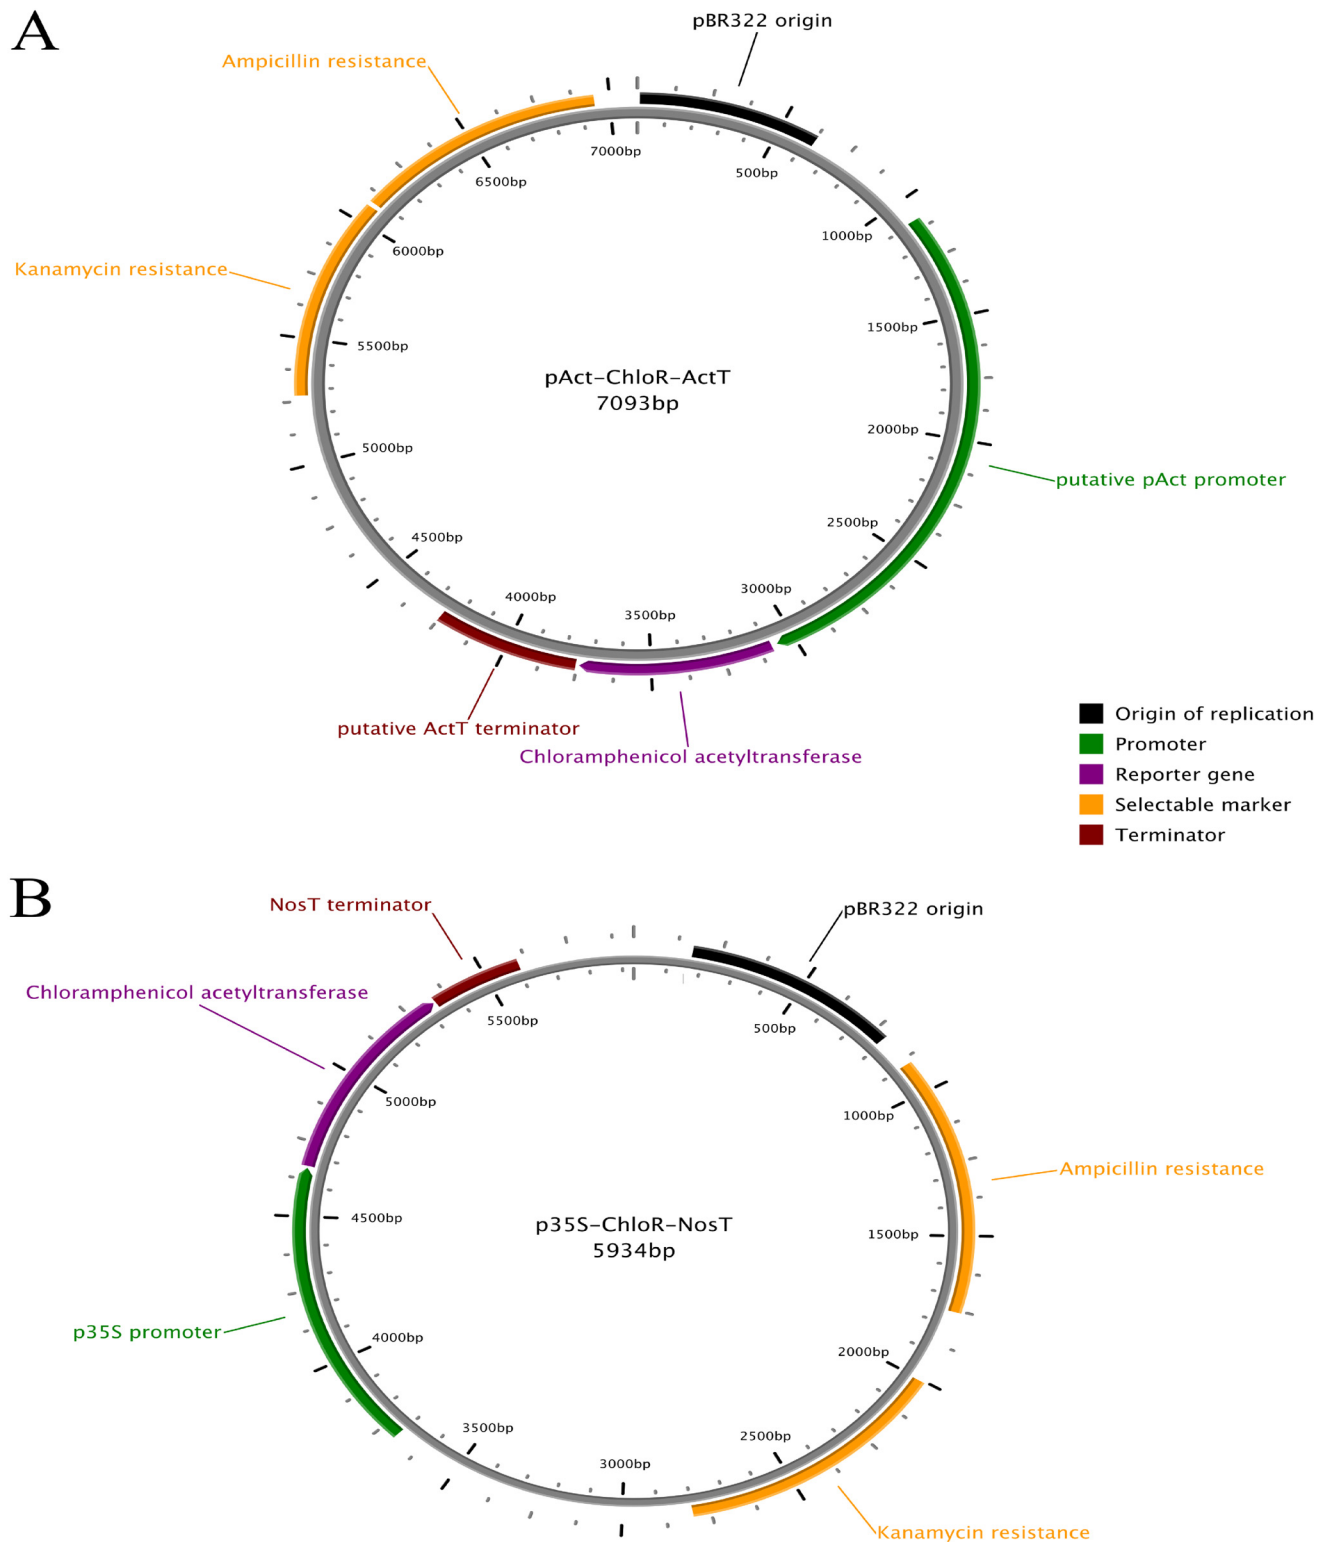 A
pBR322 origin
Ampicillin resistance
7000bp
500bp
6500bp
1000bp
6000bp
Kanamycin resistance
1500bp
5500bp
pAct-ChloR-ActT
7093bp
2000bp
5000bp
putative pAct promoter
2500bp
4500bp
3000bp
4000bp
3500bp
putative ActT terminator
Chloramphenicol acetyltransferase
Origin of replication
Promoter
Reporter gene
Selectable marker
Terminator
B
NosT terminator
pBR322 origin
Chloramphenicol acetyltransferase
5500bp
500bp
5000bp
1000bp
Ampicillin resistance
4500bp
p35S-ChloR-NosT
5934bp
1500bp
p35S promoter
4000bp
2000bp
3500bp
2500bp
3000bp
Kanamycin resistance